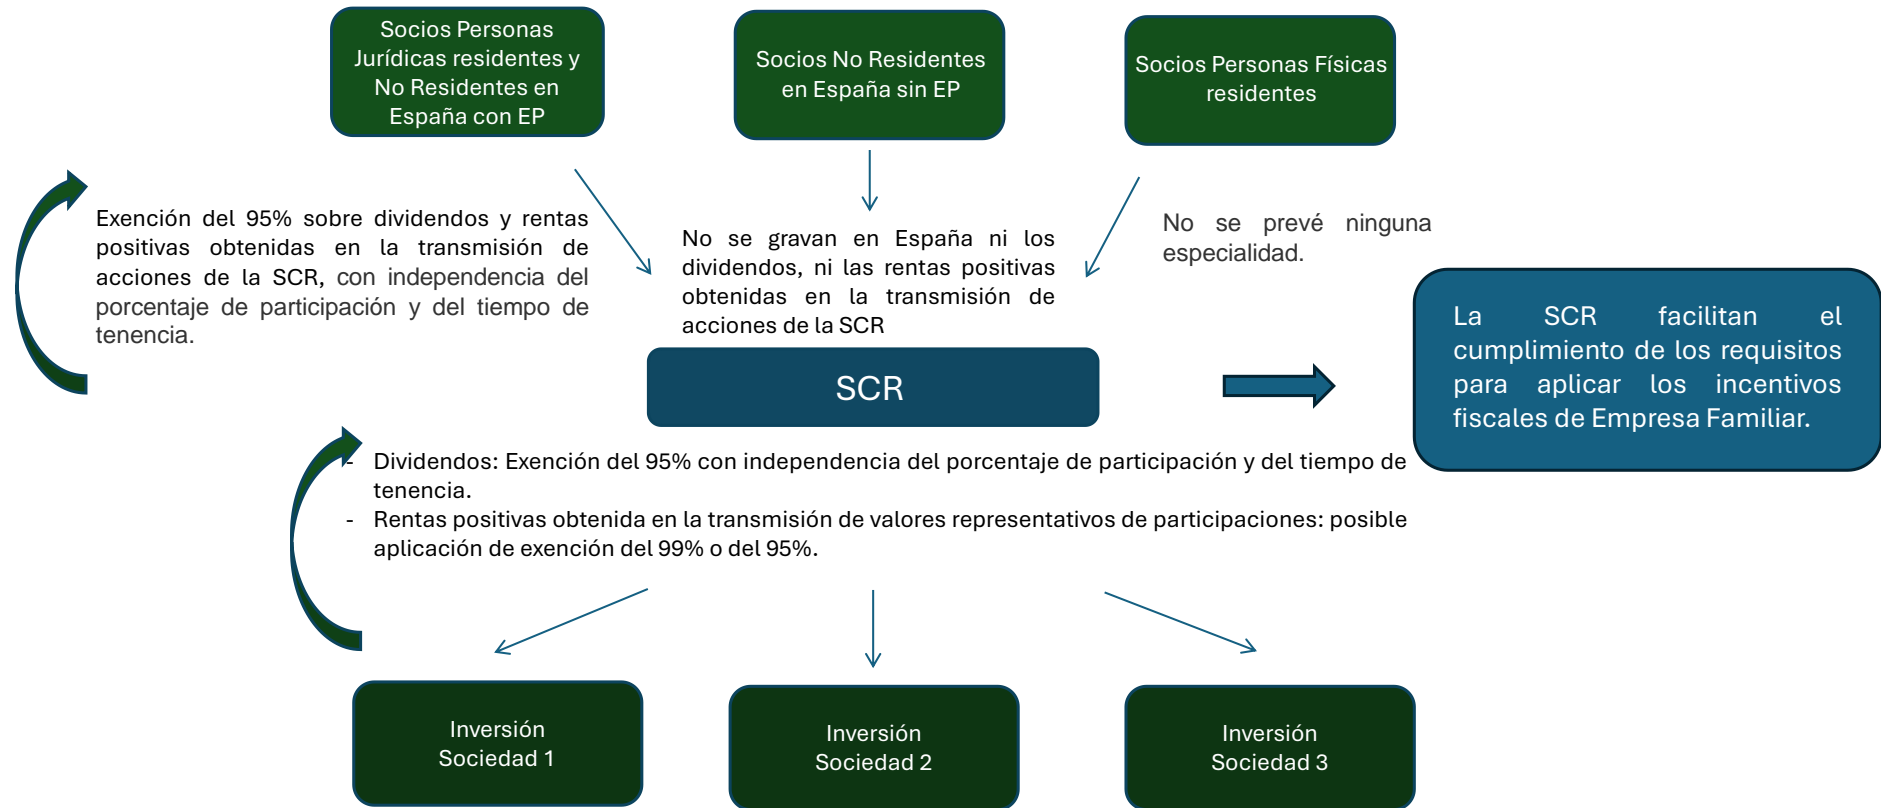 Socios Personas
Jurídicas residentes y
No Residentes en
España con EP
Socios No Residentes
en España sin EP
Socios Personas Físicas
residentes
Exención del 95% sobre dividendos y rentas
positivas obtenidas en la transmisión de
acciones de la SCR, con independencia del
porcentaje de participación y del tiempo de
tenencia.
No se gravan en España ni los
dividendos, ni las rentas positivas
obtenidas en la transmisión de
acciones de la SCR
No se prevé ninguna
especialidad.
SCR
La SCR facilitan el
cumplimiento de los requisitos
para aplicar los incentivos
fiscales de Empresa Familiar.
- Dividendos: Exención del 95% con independencia del porcentaje de participación y del tiempo de
tenencia.
- Rentas positivas obtenida en la transmisión de valores representativos de participaciones: posible
aplicación de exención del 99% o del 95%.
Inversión
Sociedad 1
Inversión
Sociedad 2
Inversión
Sociedad 3